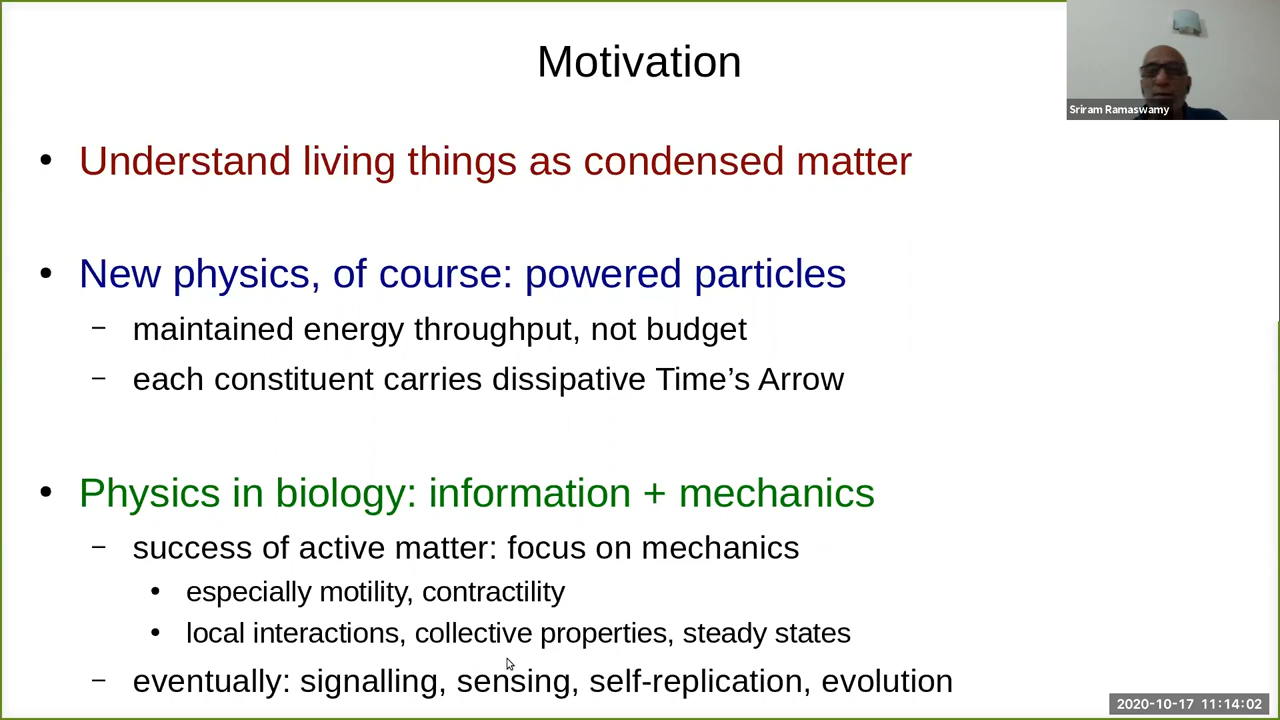 Motivation
Sriram Ramaswamy
• Understand living things as condensed matter
• New physics, of course: powered particles
– maintained energy throughput, not budget
– each constituent carries dissipative Time’s Arrow
• Physics in biology: information + mechanics
– success of active matter: focus on mechanics
• especially motility, contractility
• local interactions, collective properties, steady states
– eventually: signalling, sensing, self-replication, evolution
2020-10-17 11:14:02